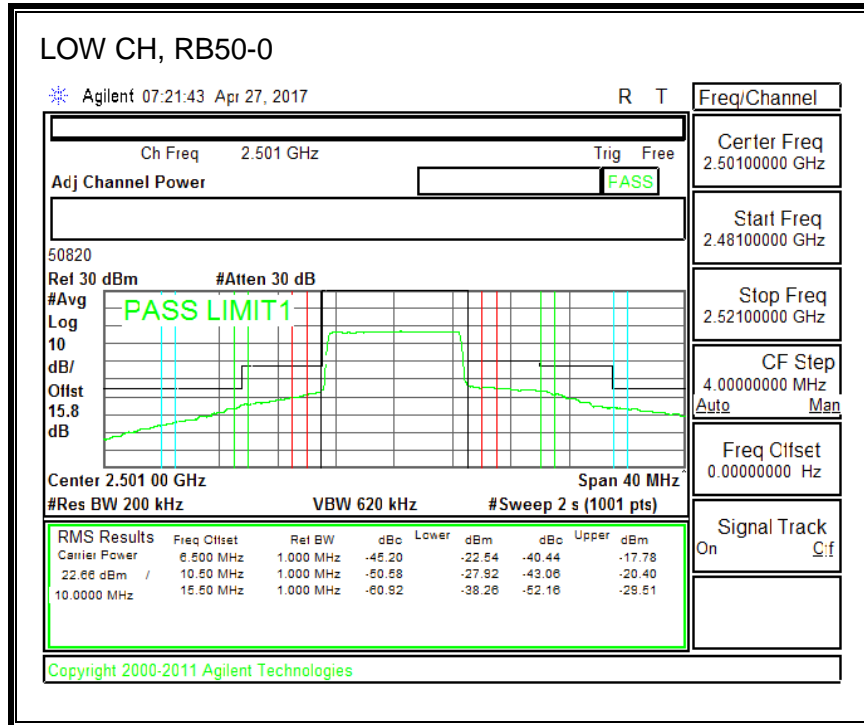 LOW CH, RB50-0
Agilent 07:21:43 Apr 27, 2017 R T
Freq/Channel
Ch Freq 2.501 GHz Trig Free
Adj Channel Power PASS
Center Freq
2.50100000 GHz
Start Freq
2.48100000 GHz
Stop Freq
2.52100000 GHz
CF Step
4.00000000 MHz
Auto Man
Freq Offset
0.00000000 Hz
Signal Track
On Off
50820
Ref 30 dBm #Atten 30 dB
#Avg
Log
10
dB/
Offst
15.8
dB
PASS LIMIT1
Center 2.501 00 GHz Span 40 MHz
#Res BW 200 kHz VBW 620 kHz #Sweep 2 s (1001 pts)
RMS Results Freq Offset Ref BW dBc Lower dBm dBc Upper dBm
Carrier Power 6.500 MHz 1.000 MHz -45.20 -22.54 -40.44 -17.78
22.66 dBm / 10.50 MHz 1.000 MHz -50.58 -27.92 -43.06 -20.40
10.0000 MHz 15.50 MHz 1.000 MHz -60.92 -38.26 -52.16 -29.51
Copyright 2000-2011 Agilent Technologies